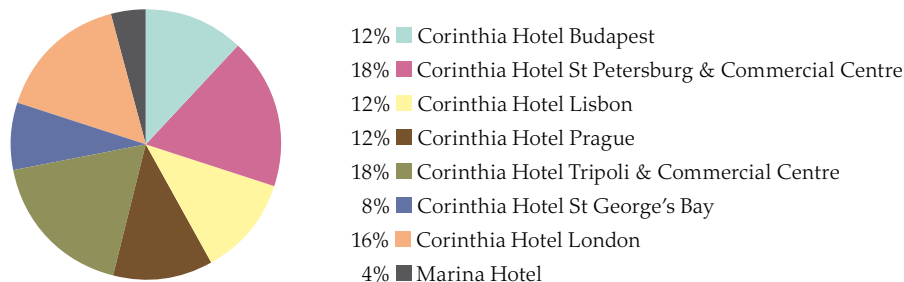 12% Corinthia Hotel Budapest
18% Corinthia Hotel St Petersburg & Commercial Centre
12% Corinthia Hotel Lisbon
12% Corinthia Hotel Prague
18% Corinthia Hotel Tripoli & Commercial Centre
8% Corinthia Hotel St George’s Bay
16% Corinthia Hotel London
4% Marina Hotel